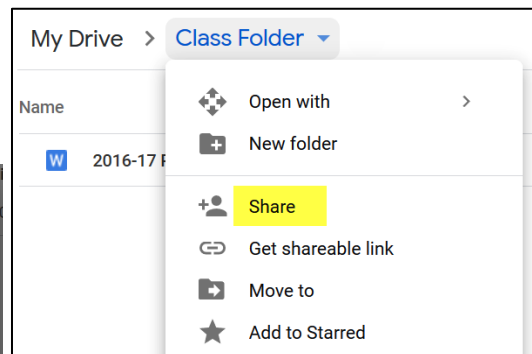 My Drive > Class Folder
Name
Open with
New folder
W 2016-17
Share
Get shareable link
Move to
Add to Starred